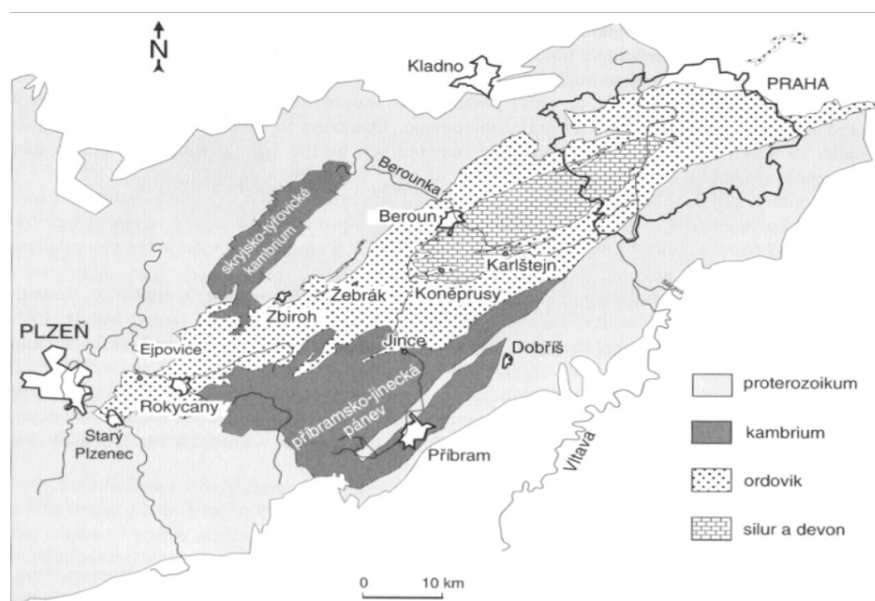 N
Kladno
PRAHA
Berounka
Beroun
skryjsko-týřovické
kambrium
Karlštejn
Koněprusy
Žebrák
Zbiroh
PLZEŇ
Ejpovice
Jince
Dobříš
Rokycany
příbramsko-jinecká
pánev
Starý
Plzenec
Příbram
Vltava
proterozoikum
kambrium
ordovik
silur a devon
0 10 km